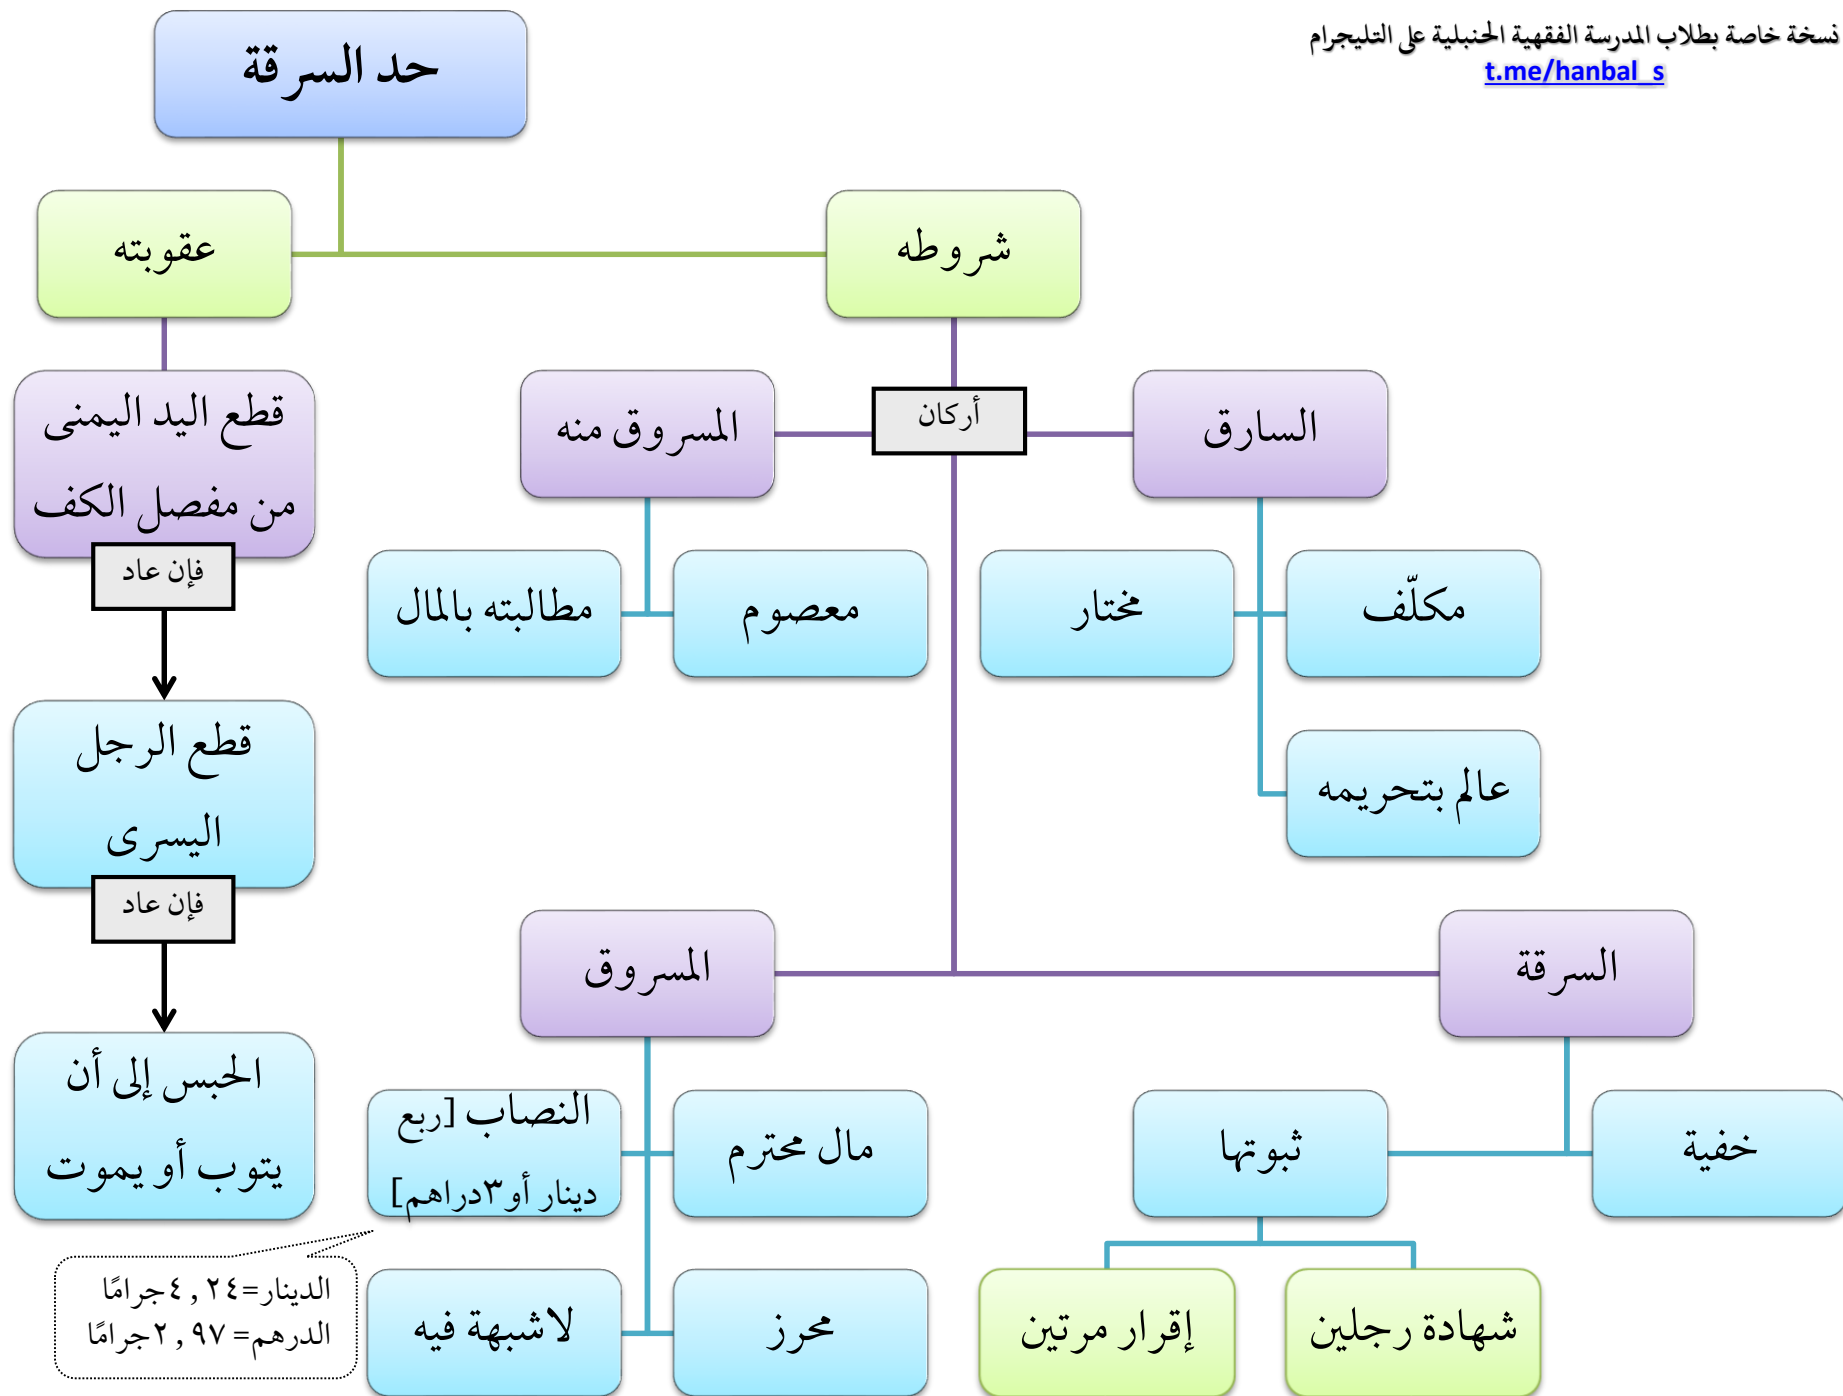 نسخة خاصة بطلاب المدرسة الفقهية الحنبلية على التليجرام
t.me/hanbal_s
حد السرقة
شروطه
عقوبته
أركان
السارق
مكلّف
مختار
عالم بتحريمه
المسروق منه
معصوم
مطالبته بالمال
السرقة
خفية
ثبوتها
شهادة رجلين
إقرار مرتين
المسروق
مال محترم
النصاب [ربع
دينار أو ٣دراهم]
محرز
لاشبهة فيه
الدينار=٤,٢٤جرامًا
الدرهم=٢,٩٧جرامًا
قطع اليد اليمنى
من مفصل الكف
فإن عاد
قطع الرجل
اليسرى
فإن عاد
الحبس إلى أن
يتوب أو يموت